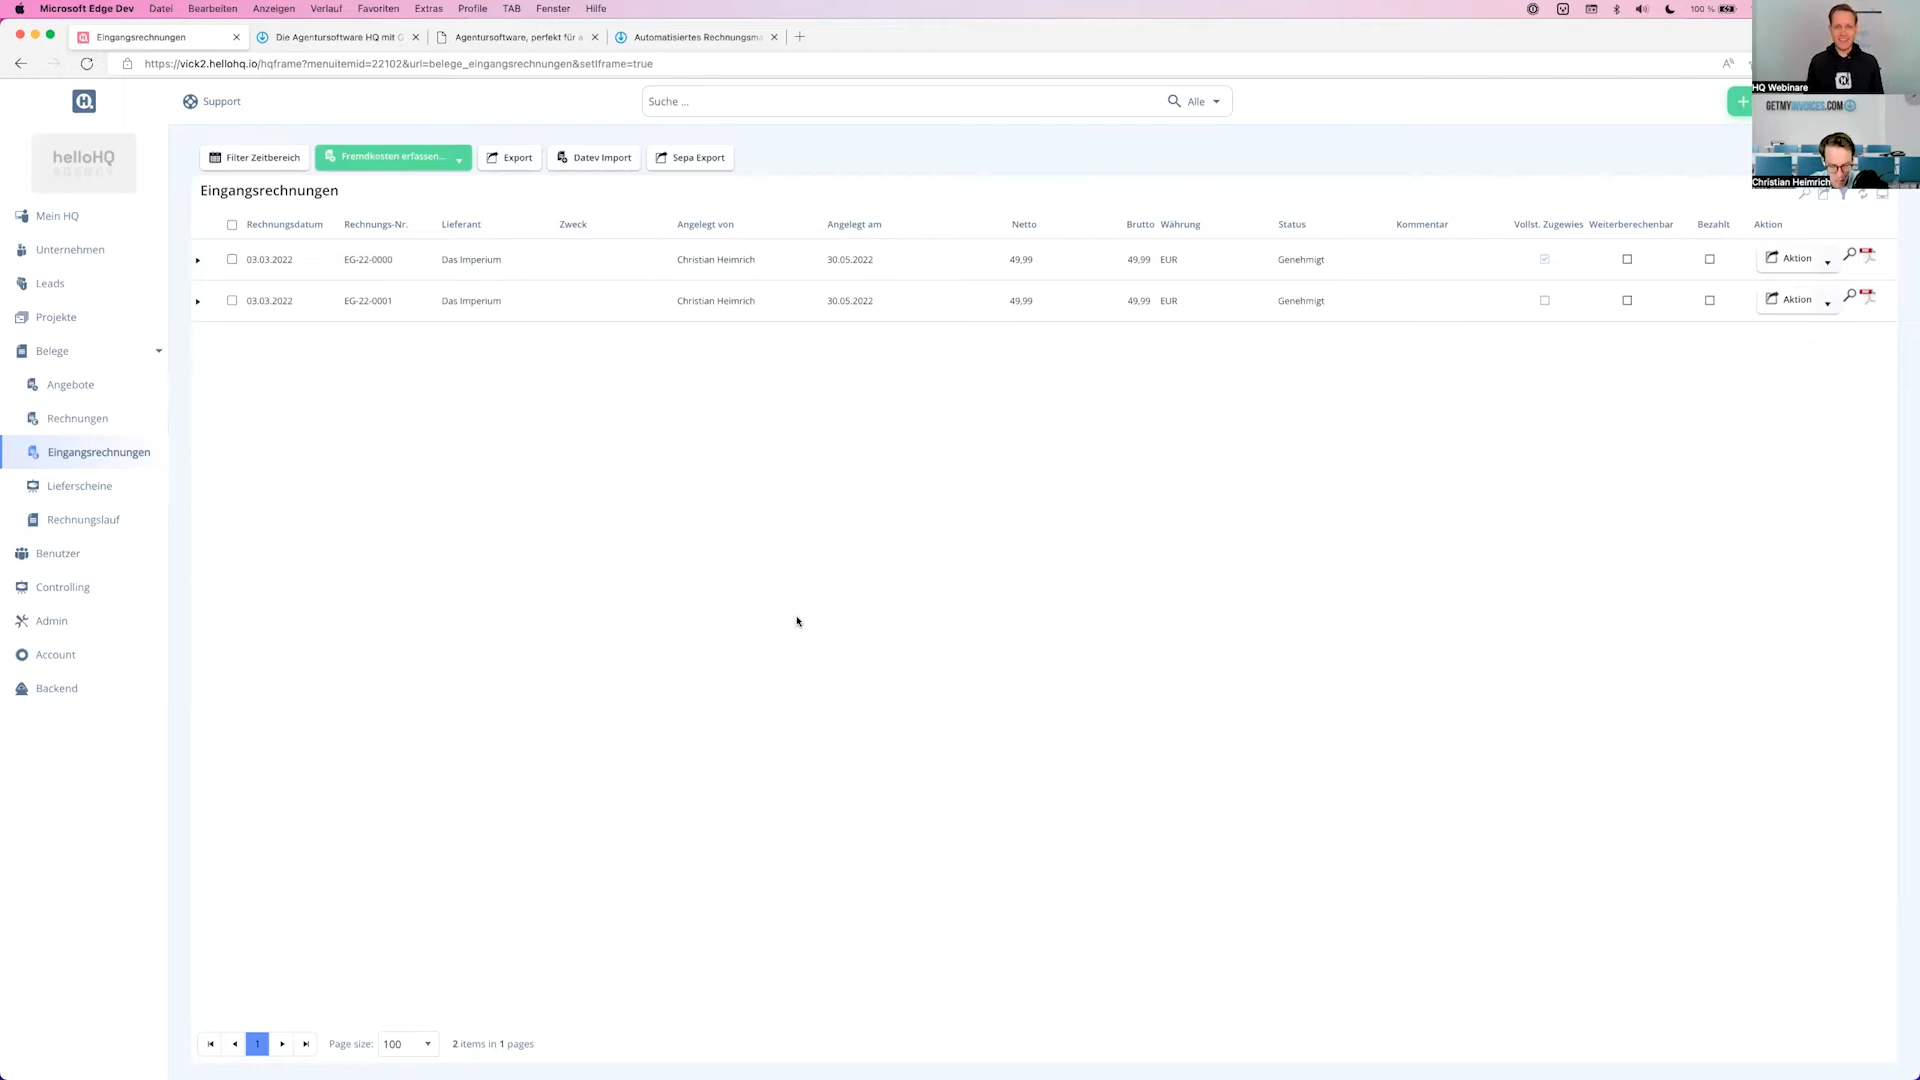 Microsoft Edge Dev Datei Bearbeiten Anzeigen Verlauf Favoriten Extras Profile TAB Fenster Hilfe 100 %
Eingangsrechnungen Die Agentursoftware HQ mit G Agentursoftware, perfekt für a Automatisiertes Rechnungsma
https://vick2.hellohq.io/hqframe?menuitemid=22102&url=belege_eingangsrechnungen&setIframe=true
HQ Webinare
Support Suche ... Alle
GETMYINVOICES.COM
helloHQ
AGENCY
Filter Zeitbereich Fremdkosten erfassen... Export Datev Import Sepa Export
Christian Heimrich
Eingangsrechnungen
Mein HQ
Unternehmen
Leads
Projekte
Belege
Angebote
Rechnungen
Eingangsrechnungen
Lieferscheine
Rechnungslauf
Benutzer
Controlling
Admin
Account
Backend
Rechnungsdatum Rechnungs-Nr. Lieferant Zweck Angelegt von Angelegt am Netto Brutto Währung Status Kommentar Vollst. Zugewies Weiterberechenbar Bezahlt Aktion
03.03.2022 EG-22-0000 Das Imperium Christian Heimrich 30.05.2022 49,99 49,99 EUR Genehmigt Aktion
03.03.2022 EG-22-0001 Das Imperium Christian Heimrich 30.05.2022 49,99 49,99 EUR Genehmigt Aktion
1 Page size: 100 2 items in 1 pages